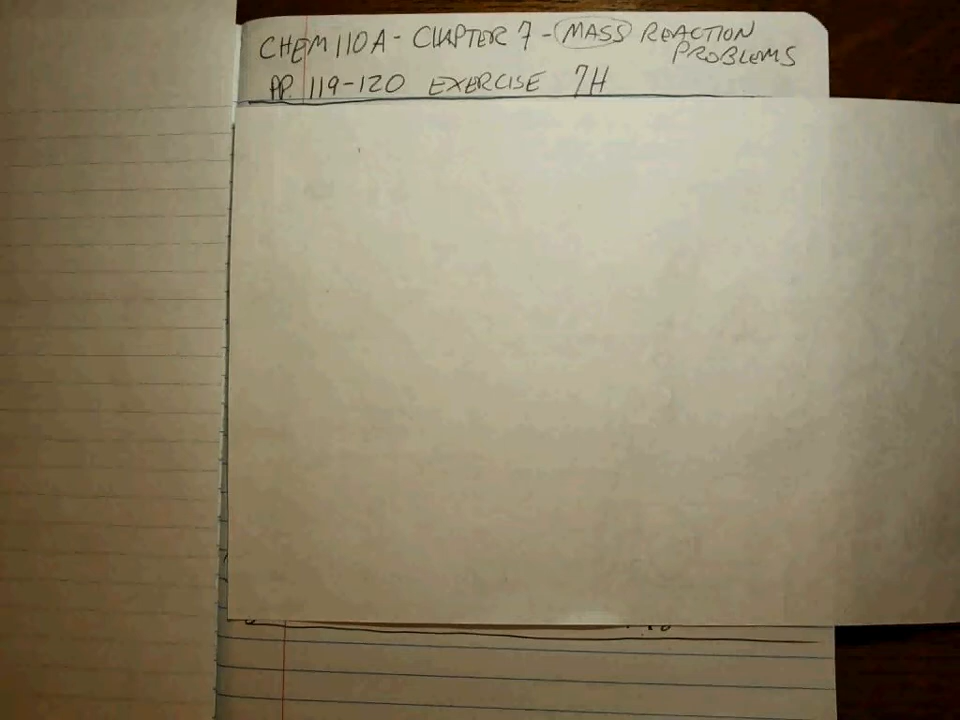 CHEM 110A - CHAPTER 7 - MASS REACTION
PROBLEMS
PP. 119-120 EXERCISE 7H